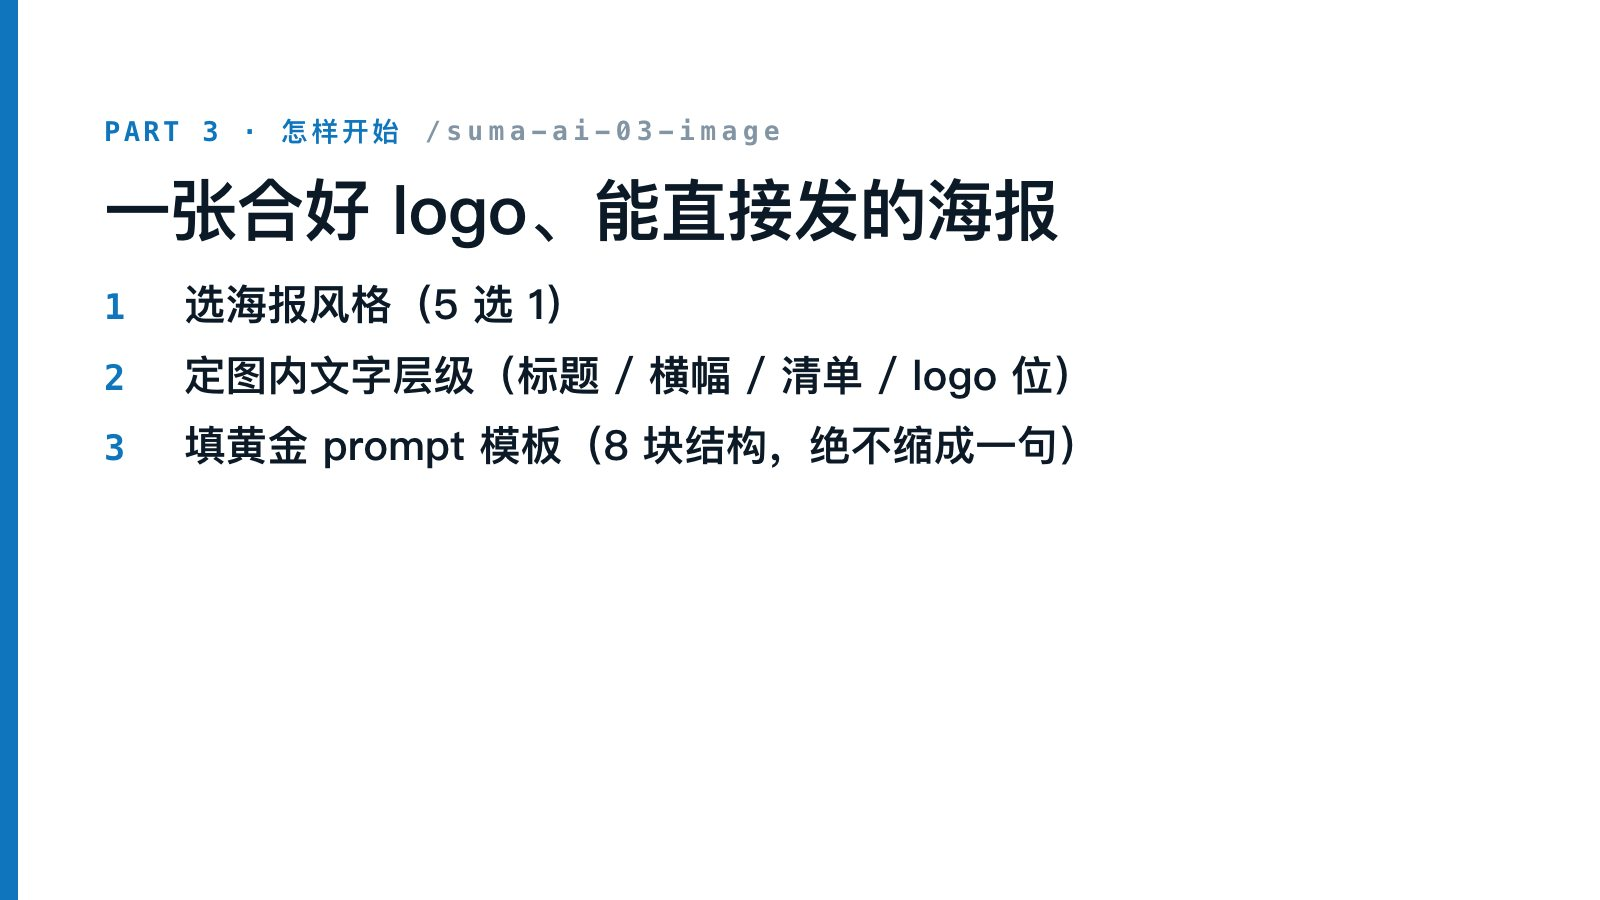 PART 3 · 怎样开始 /suma-ai-03-image
一张合好 logo、能直接发的海报
1 选海报风格（5 选 1）
2 定图内文字层级（标题 / 横幅 / 清单 / logo 位）
3 填黄金 prompt 模板（8 块结构，绝不缩成一句）